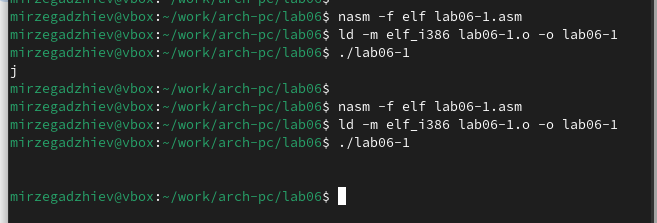 mirzegadzhiev@vbox:~/work/arch-pc/lab06$ nasm -f elf lab06-1.asm
mirzegadzhiev@vbox:~/work/arch-pc/lab06$ ld -m elf_i386 lab06-1.o -o lab06-1
mirzegadzhiev@vbox:~/work/arch-pc/lab06$ ./lab06-1
j
mirzegadzhiev@vbox:~/work/arch-pc/lab06$
mirzegadzhiev@vbox:~/work/arch-pc/lab06$ nasm -f elf lab06-1.asm
mirzegadzhiev@vbox:~/work/arch-pc/lab06$ ld -m elf_i386 lab06-1.o -o lab06-1
mirzegadzhiev@vbox:~/work/arch-pc/lab06$ ./lab06-1
mirzegadzhiev@vbox:~/work/arch-pc/lab06$